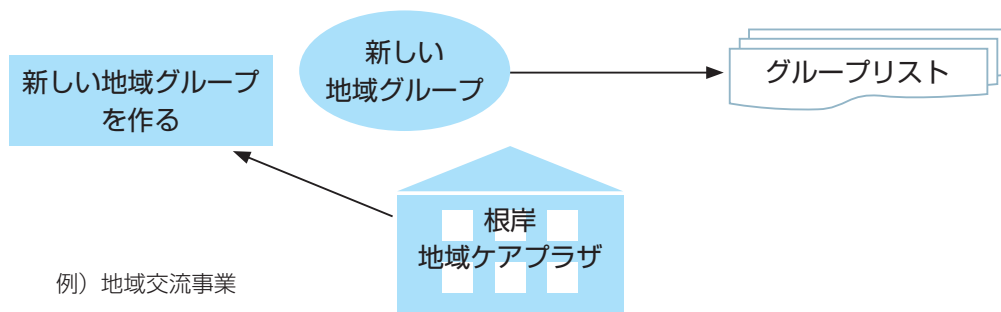 新しい地域グループ
を作る
新しい
地域グループ
グループリスト
根岸
地域ケアプラザ
例）地域交流事業